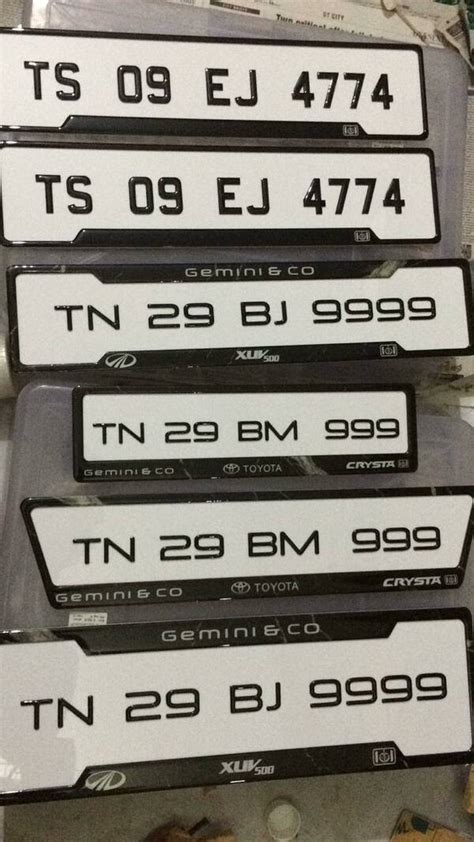 TS 09 EJ 4774
TS 09 EJ 4774
Gemini & CO
TN 29 BJ 9999
XUV500
TN 29 BM 999
Gemini & CO TOYOTA CRYSTA
TN 29 BM 999
Gemini & CO TOYOTA CRYSTA
Gemini & CO
TN 29 BJ 9999
XUV500